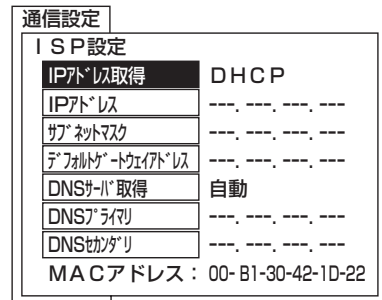 通信設定
ＩＳＰ設定
IPｱﾄﾞﾚｽ取得 ＤＨＣＰ
IPｱﾄﾞﾚｽ ---. ---. ---. ---
ｻﾌﾞﾈｯﾄﾏｽｸ ---. ---. ---. ---
ﾃﾞﾌｫﾙﾄｹﾞｰﾄｳｪｲｱﾄﾞﾚｽ ---. ---. ---. ---
DNSｻｰﾊﾞ取得 自動
DNSﾌﾟﾗｲﾏﾘ ---. ---. ---. ---
DNSｾｶﾝﾀﾞﾘ ---. ---. ---. ---
ＭＡＣアドレス： 00- B1-30-42-1D-22